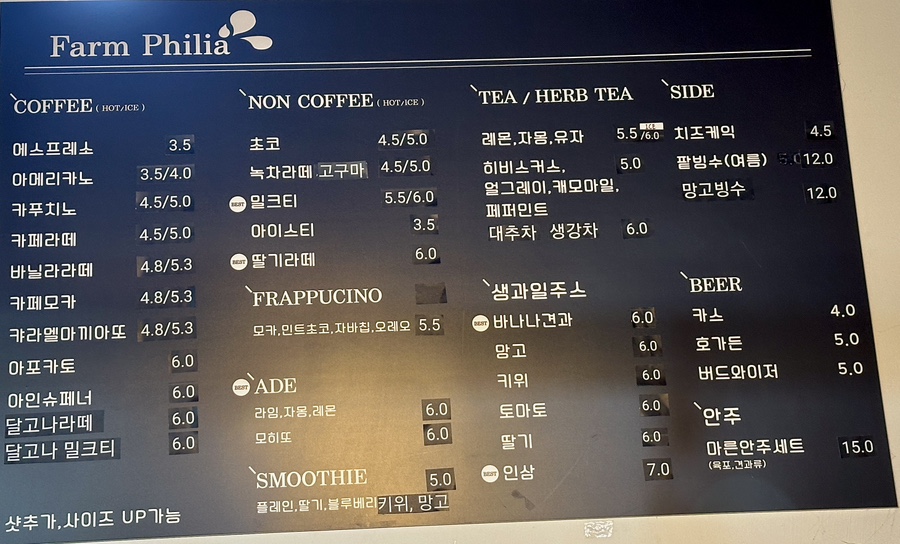 Farm Philia
COFFEE ( HOT/ICE )
에스프레소 3.5
아메리카노 3.5/4.0
카푸치노 4.5/5.0
카페라떼 4.5/5.0
바닐라라떼 4.8/5.3
카페모카 4.8/5.3
캬라엘마끼아또 4.8/5.3
아포카토 6.0
아인슈페너 6.0
달고나라떼 6.0
달고나 밀크티 6.0
샷추가,사이즈 UP가능
NON COFFEE ( HOT/ICE )
초코 4.5/5.0
녹차라떼 고구마 4.5/5.0
BEST 밀크티 5.5/6.0
아이스티 3.5
BEST 딸기라떼 6.0
FRAPPUCINO
모카,민트초코,자바칩,오레오 5.5
BEST ADE
라임,자몽,레몬 6.0
모히또 6.0
SMOOTHIE 5.0
플레인,딸기,블루베리키위, 망고
TEA / HERB TEA
레몬,자몽,유자 5.5 ICE /6.0
히비스커스, 5.0
얼그레이,캐모마일,
페퍼민트
대추차 생강차 6.0
생과일주스
BEST 바나나견과 6.0
망고 6.0
키위 6.0
토마토 6.0
딸기 6.0
BEST 인삼 7.0
SIDE
치즈케익 4.5
팥빙수(여름) 12.0
망고빙수 12.0
BEER
카스 4.0
호가든 5.0
버드와이저 5.0
안주
마른안주세트 15.0
(육포,견과류)